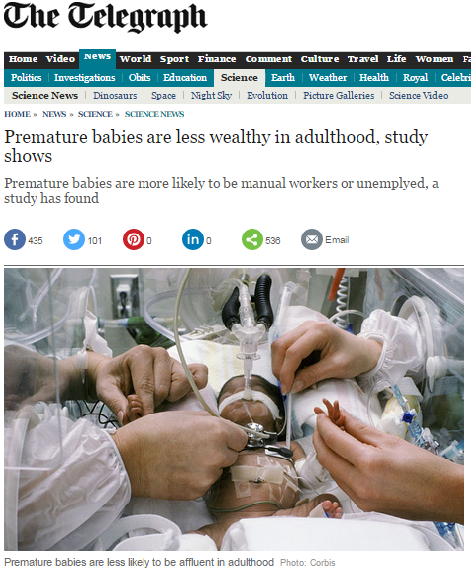 The Telegraph
Home Video News World Sport Finance Comment Culture Travel Life Women
Politics Investigations Obits Education Science Earth Weather Health Royal
Science News Dinosaurs Space Night Sky Evolution Picture Galleries Science Video
HOME » NEWS » SCIENCE » SCIENCE NEWS
Premature babies are less wealthy in adulthood, study
shows
Premature babies are more likely to be manual workers or unemplyed, a
study has found
f 435 101 0 in 0 536 Email
Premature babies are less likely to be affluent in adulthood Photo: Corbis